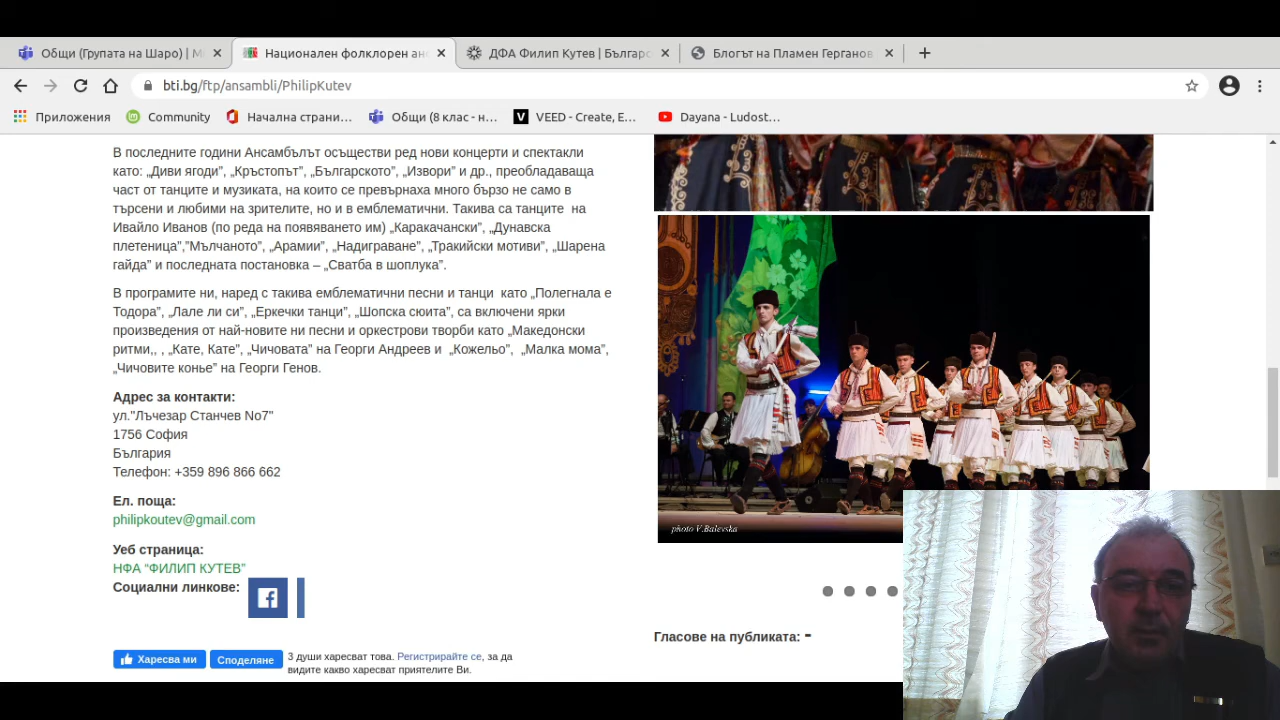 Общи (Групата на Шаро) | М
Национален фолклорен анс
ДФА Филип Кутев | Българс
Блогът на Пламен Герганов
bti.bg/ftp/ansambli/PhilipKutev
Приложения
Community
Начална страни...
Общи (8 клас - н...
VEED - Create, E...
Dayana - Ludost...
В последните години Ансамбълът осъществи ред нови концерти и спектакли
като: „Диви ягоди”, „Кръстопът”, „Българското”, „Извори” и др., преобладаваща
част от танците и музиката, на които се превърнаха много бързо не само в
търсени и любими на зрителите, но и в емблематични. Такива са танците на
Ивайло Иванов (по реда на появяването им) „Каракачански”, „Дунавска
плетеница”,”Мълчаното”, „Арамии”, „Надиграване”, „Тракийски мотиви”, „Шарена
гайда” и последната постановка – „Сватба в шоплука”.
В програмите ни, наред с такива емблематични песни и танци като „Полегнала е
Тодора”, „Лале ли си”, „Еркечки танци”, „Шопска сюита”, са включени ярки
произведения от най-новите ни песни и оркестрови творби като „Македонски
ритми,, , „Кате, Кате”, „Чичовата” на Георги Андреев и „Кожельо”, „Малка мома”,
„Чичовите конье” на Георги Генов.
Адрес за контакти:
ул."Лъчезар Станчев No7"
1756 София
България
Телефон: +359 896 866 662
Ел. поща:
philipkoutev@gmail.com
Уеб страница:
НФА “ФИЛИП КУТЕВ”
Социални линкове:
Харесва ми
Споделяне
3 души харесват това. Регистрирайте се, за да
видите какво харесват приятелите Ви.
photo V.Balevska
Гласове на публиката: -